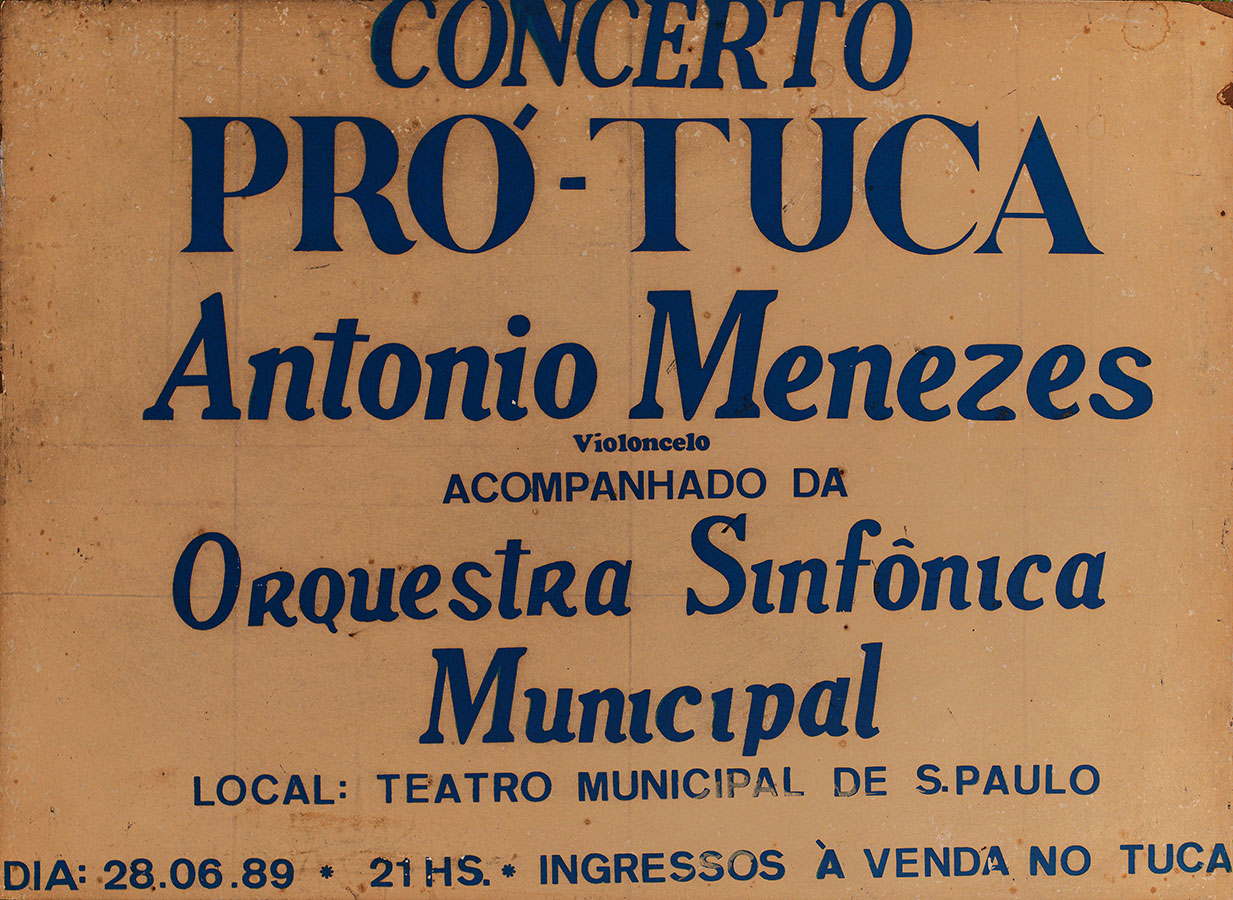 CONCERTO
PRÓ-TUCA
Antonio Menezes
Violoncelo
ACOMPANHADO DA
Orquestra Sinfônica
Municipal
LOCAL: TEATRO MUNICIPAL DE S.PAULO
DIA: 28.06.89 * 21HS. * INGRESSOS À VENDA NO TUCA